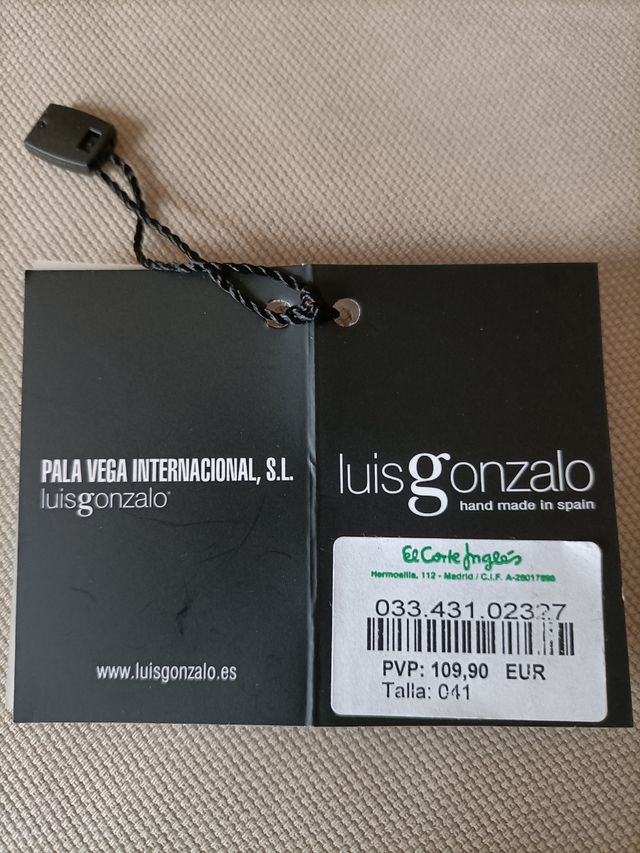 PALA VEGA INTERNACIONAL, S.L.
luisgonzalo®
www.luisgonzalo.es
luisgonzalo
hand made in spain
El Corte Inglés
Hermosilla, 112 - Madrid / C.I.F. A-28017895
033.431.02327
PVP: 109,90 EUR
Talla: 041